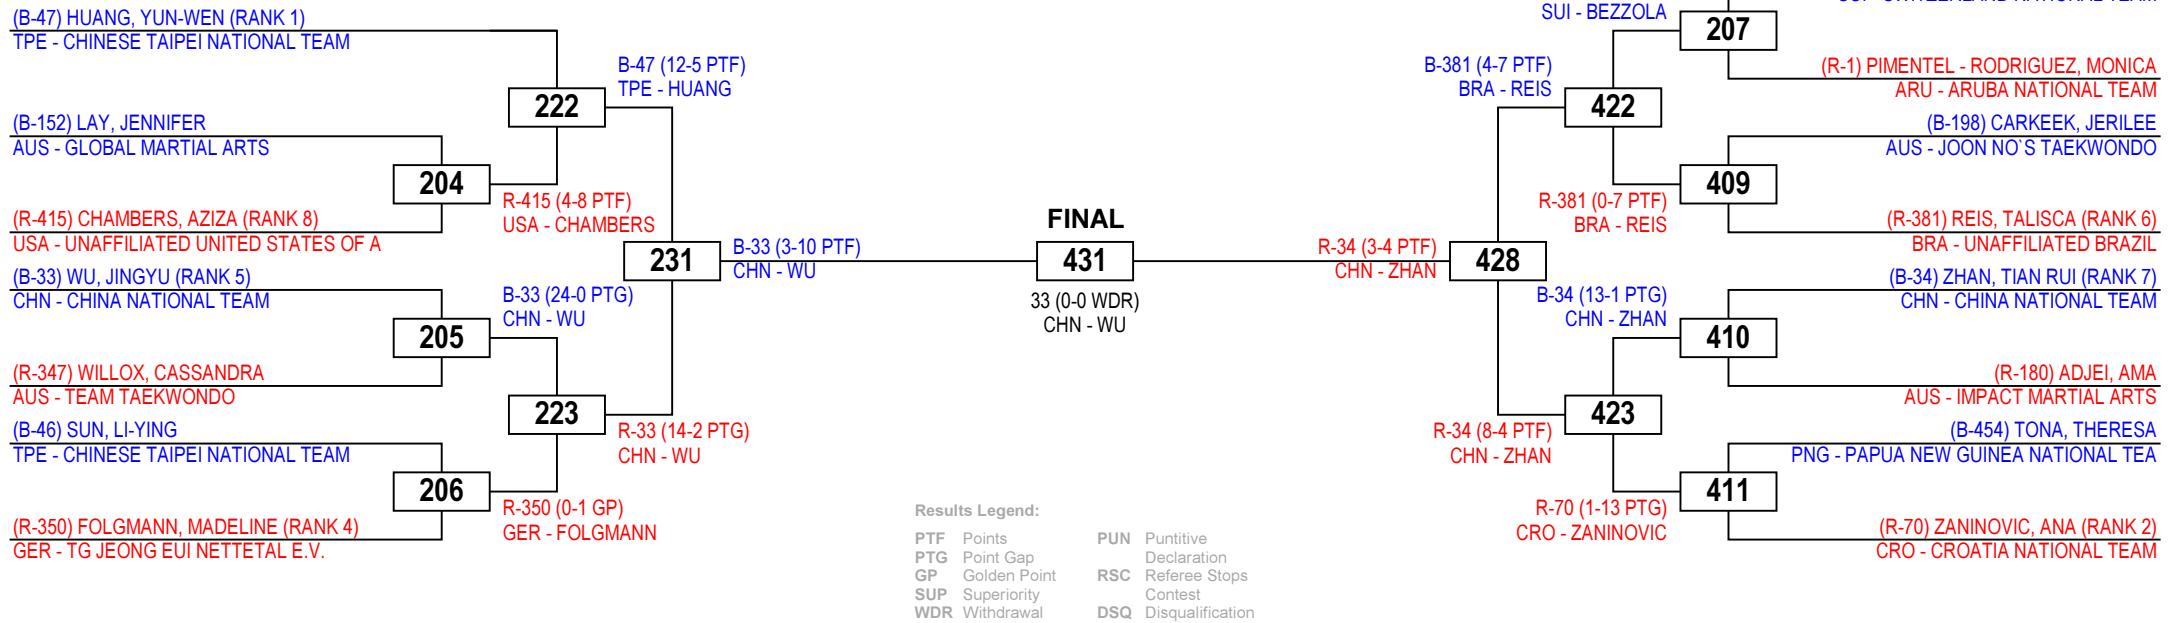 (B-47) HUANG, YUN-WEN (RANK 1)
TPE - CHINESE TAIPEI NATIONAL TEAM
222
B-47 (12-5 PTF)
TPE - HUANG
(B-152) LAY, JENNIFER
AUS - GLOBAL MARTIAL ARTS
204
R-415 (4-8 PTF)
USA - CHAMBERS
(R-415) CHAMBERS, AZIZA (RANK 8)
USA - UNAFFILIATED UNITED STATES OF A
231
B-33 (3-10 PTF)
CHN - WU
(B-33) WU, JINGYU (RANK 5)
CHN - CHINA NATIONAL TEAM
B-33 (24-0 PTG)
CHN - WU
205
(R-347) WILLOX, CASSANDRA
AUS - TEAM TAEKWONDO
223
R-33 (14-2 PTG)
CHN - WU
(B-46) SUN, LI-YING
TPE - CHINESE TAIPEI NATIONAL TEAM
206
R-350 (0-1 GP)
GER - FOLGMANN
(R-350) FOLGMANN, MADELINE (RANK 4)
GER - TG JEONG EUI NETTETAL E.V.
FINAL
431
33 (0-0 WDR)
CHN - WU
SUI - BEZZOLA
207
(R-1) PIMENTEL - RODRIGUEZ, MONICA
ARU - ARUBA NATIONAL TEAM
B-381 (4-7 PTF)
BRA - REIS
422
(B-198) CARKEEK, JERILEE
AUS - JOON NO`S TAEKWONDO
409
R-381 (0-7 PTF)
BRA - REIS
(R-381) REIS, TALISCA (RANK 6)
BRA - UNAFFILIATED BRAZIL
R-34 (3-4 PTF)
CHN - ZHAN
428
(B-34) ZHAN, TIAN RUI (RANK 7)
CHN - CHINA NATIONAL TEAM
B-34 (13-1 PTG)
CHN - ZHAN
410
(R-180) ADJEI, AMA
AUS - IMPACT MARTIAL ARTS
423
R-34 (8-4 PTF)
CHN - ZHAN
(B-454) TONA, THERESA
PNG - PAPUA NEW GUINEA NATIONAL TEA
411
R-70 (1-13 PTG)
CRO - ZANINOVIC
(R-70) ZANINOVIC, ANA (RANK 2)
CRO - CROATIA NATIONAL TEAM
Results Legend:
PTF Points
PTG Point Gap
GP Golden Point
SUP Superiority
WDR Withdrawal
PUN Puntitive
Declaration
RSC Referee Stops
Contest
DSQ Disqualification